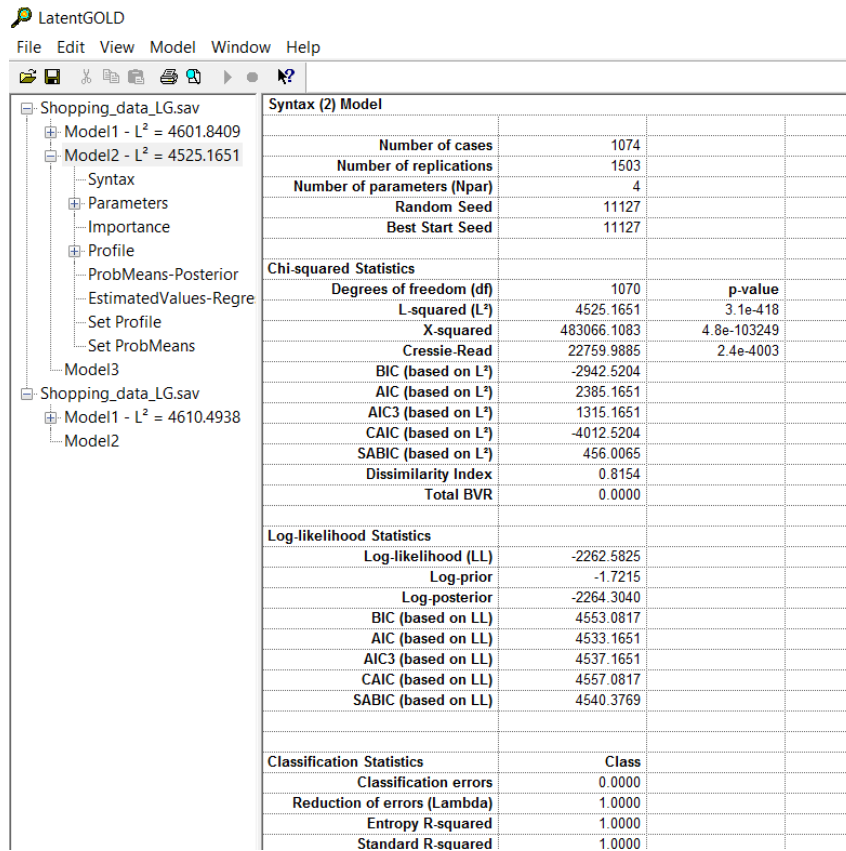 LatentGOLD
File Edit View Model Window Help
Shopping_data_LG.sav
Model1 - L² = 4601.8409
Model2 - L² = 4525.1651
Syntax
Parameters
Importance
Profile
ProbMeans-Posterior
EstimatedValues-Regre
Set Profile
Set ProbMeans
Model3
Shopping_data_LG.sav
Model1 - L² = 4610.4938
Model2
Syntax (2) Model
Number of cases 1074
Number of replications 1503
Number of parameters (Npar) 4
Random Seed 11127
Best Start Seed 11127
Chi-squared Statistics
Degrees of freedom (df) 1070 p-value
L-squared (L²) 4525.1651 3.1e-418
X-squared 483066.1083 4.8e-103249
Cressie-Read 22759.9885 2.4e-4003
BIC (based on L²) -2942.5204
AIC (based on L²) 2385.1651
AIC3 (based on L²) 1315.1651
CAIC (based on L²) -4012.5204
SABIC (based on L²) 456.0065
Dissimilarity Index 0.8154
Total BVR 0.0000
Log-likelihood Statistics
Log-likelihood (LL) -2262.5825
Log-prior -1.7215
Log-posterior -2264.3040
BIC (based on LL) 4553.0817
AIC (based on LL) 4533.1651
AIC3 (based on LL) 4537.1651
CAIC (based on LL) 4557.0817
SABIC (based on LL) 4540.3769
Classification Statistics Class
Classification errors 0.0000
Reduction of errors (Lambda) 1.0000
Entropy R-squared 1.0000
Standard R-squared 1.0000